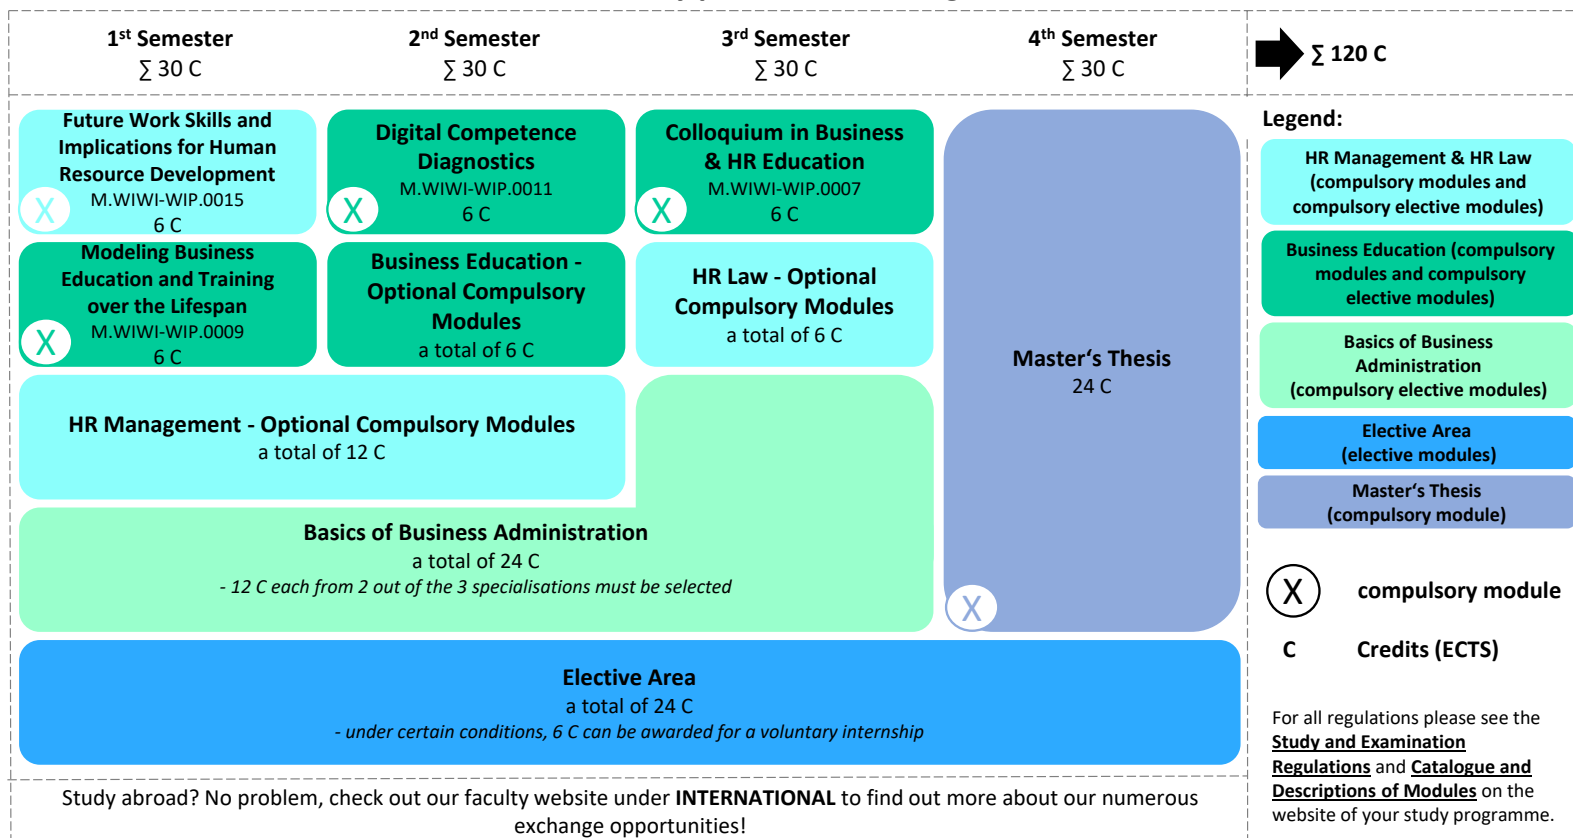 1st Semester
∑ 30 C
2nd Semester
∑ 30 C
3rd Semester
∑ 30 C
4th Semester
∑ 30 C
∑ 120 C
Future Work Skills and
Implications for Human
Resource Development
M.WIWI-WIP.0015
6 C
X
Digital Competence
Diagnostics
M.WIWI-WIP.0011
6 C
X
Colloquium in Business
& HR Education
M.WIWI-WIP.0007
6 C
X
Modeling Business
Education and Training
over the Lifespan
M.WIWI-WIP.0009
6 C
X
Business Education -
Optional Compulsory
Modules
a total of 6 C
HR Law - Optional
Compulsory Modules
a total of 6 C
Master‘s Thesis
24 C
X
HR Management - Optional Compulsory Modules
a total of 12 C
Basics of Business Administration
a total of 24 C
- 12 C each from 2 out of the 3 specialisations must be selected
Elective Area
a total of 24 C
- under certain conditions, 6 C can be awarded for a voluntary internship
Study abroad? No problem, check out our faculty website under INTERNATIONAL to find out more about our numerous
exchange opportunities!
Legend:
HR Management & HR Law
(compulsory modules and
compulsory elective modules)
Business Education (compulsory
modules and compulsory
elective modules)
Basics of Business
Administration
(compulsory elective modules)
Elective Area
(elective modules)
Master‘s Thesis
(compulsory module)
X compulsory module
C Credits (ECTS)
For all regulations please see the
Study and Examination
Regulations and Catalogue and
Descriptions of Modules on the
website of your study programme.